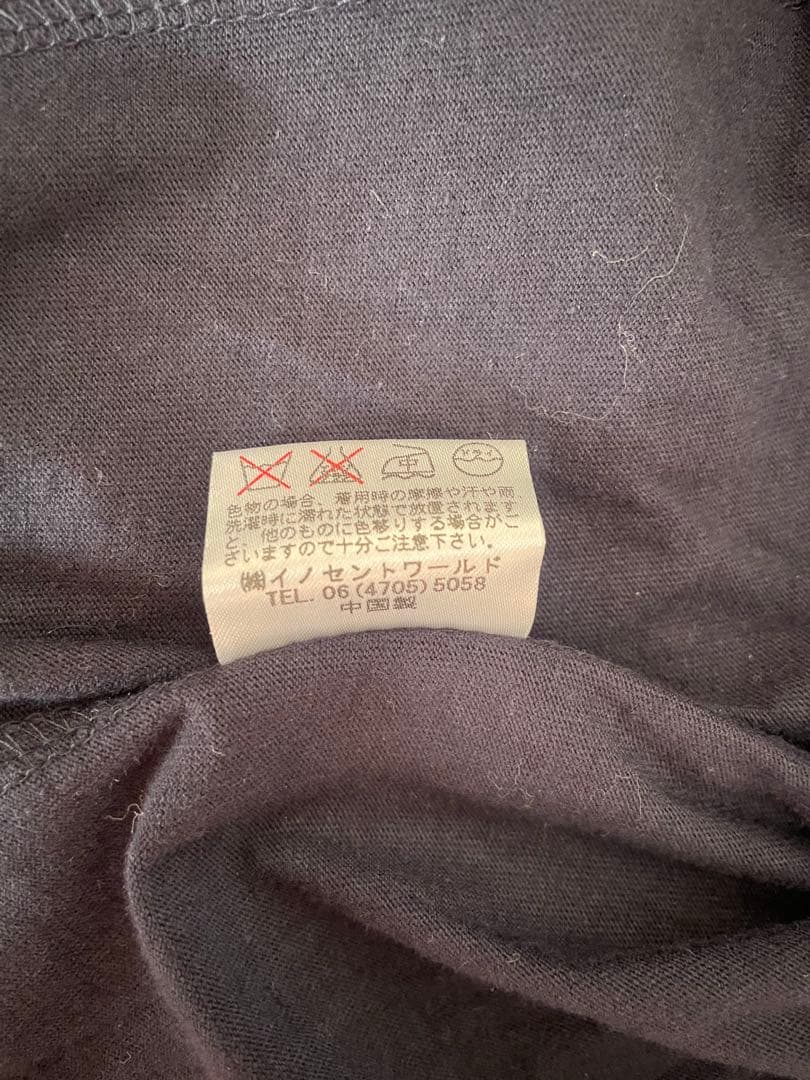 中 ドライ
色物の場合、着用時の摩擦や汗や雨、
洗濯時に濡れた状態で放置されます
と、他のものに色移りする場合がご
ざいますので十分ご注意下さい。
㈱イノセントワールド
TEL. 06(4705)5058
中国製